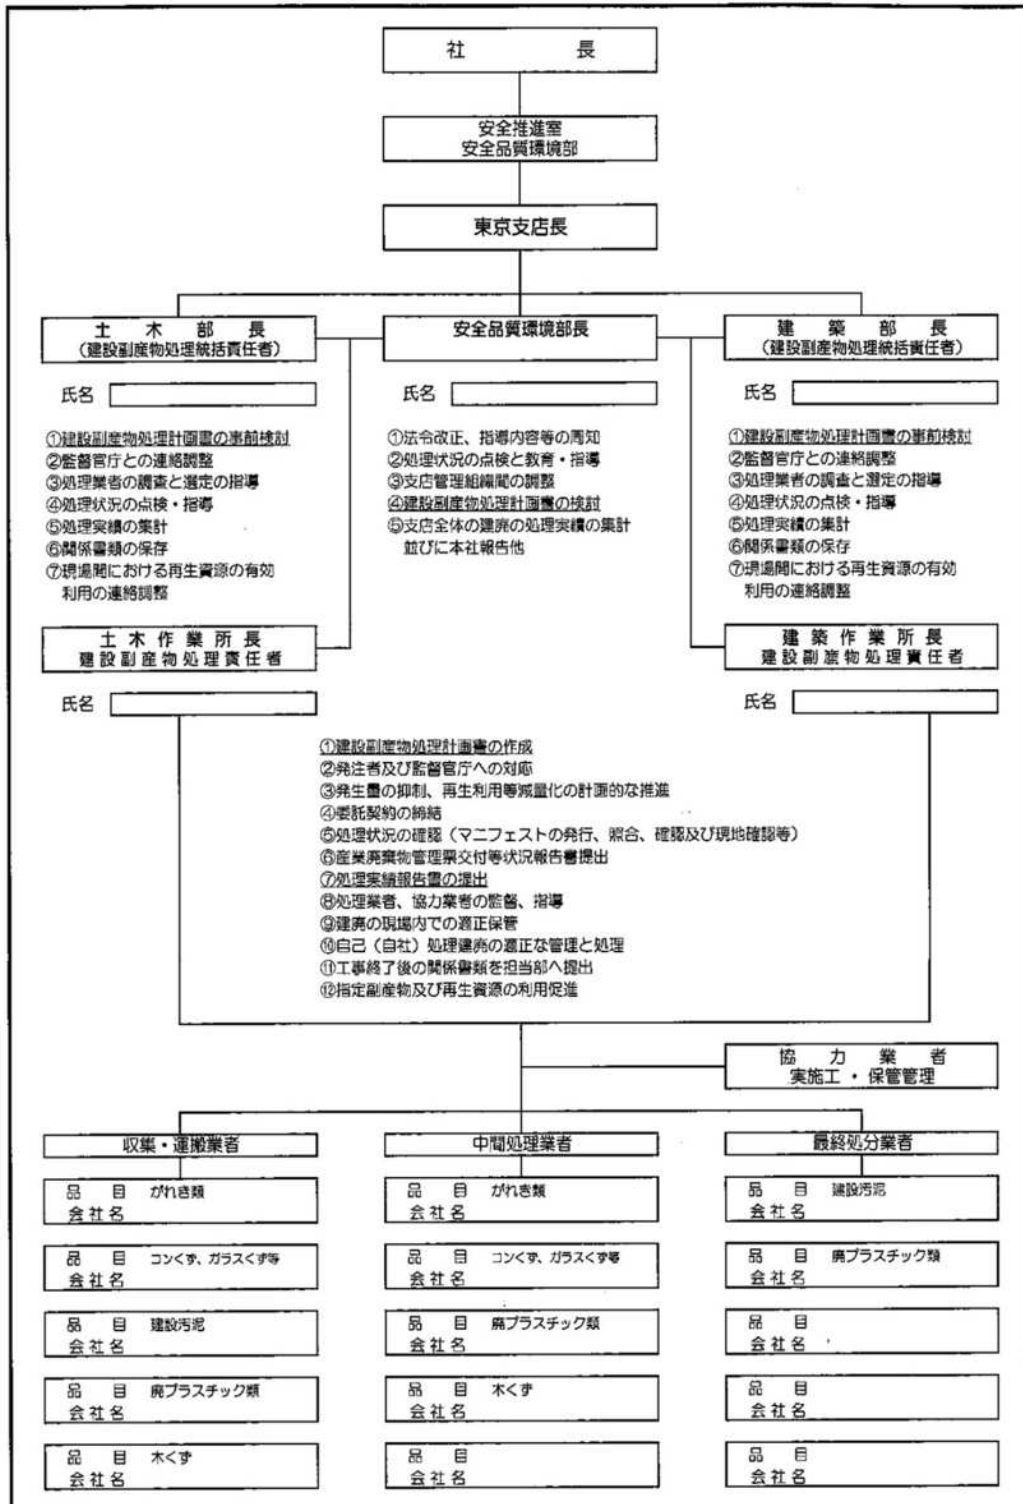 社長
安全推進室
安全品質環境部
東京支店長
土木部長
(建設副産物処理統括責任者)
氏名
①建設副産物処理計画書の事前検討
②監督官庁との連絡調整
③処理業者の調査と選定の指導
④処理状況の点検・指導
⑤処理実績の集計
⑥関係書類の保存
⑦現場間における再生資源の有効
利用の連絡調整
安全品質環境部長
氏名
①法令改正、指導内容等の周知
②処理状況の点検と教育・指導
③支店管理組織間の調整
④建設副産物処理計画書の検討
⑤支店全体の建廃の処理実績の集計
並びに本社報告他
建築部長
(建設副産物処理統括責任者)
氏名
①建設副産物処理計画書の事前検討
②監督官庁との連絡調整
③処理業者の調査と選定の指導
④処理状況の点検・指導
⑤処理実績の集計
⑥関係書類の保存
⑦現場間における再生資源の有効
利用の連絡調整
土木作業所長
建設副産物処理責任者
氏名
建築作業所長
建設副産物処理責任者
氏名
①建設副産物処理計画書の作成
②発注者及び監督官庁への対応
③発生量の抑制、再生利用等減量化の計画的な推進
④委託契約の締結
⑤処理状況の確認(マニフェストの発行、照合、確認及び現地確認等)
⑥産業廃棄物管理票交付等状況報告書提出
⑦処理実績報告書の提出
⑧処理業者、協力業者の監督、指導
⑨建廃の現場内での適正保管
⑩自己(自社)処理建廃の適正な管理と処理
⑪工事終了後の関係書類を担当部へ提出
⑫指定副産物及び再生資源の利用促進
協力業者
実施工・保管管理
収集・運搬業者
品目 がれき類
会社名
品目 コンくず、ガラスくず等
会社名
品目 建設汚泥
会社名
品目 廃プラスチック類
会社名
品目 木くず
会社名
中間処理業者
品目 がれき類
会社名
品目 コンくず、ガラスくず等
会社名
品目 廃プラスチック類
会社名
品目 木くず
会社名
品目
会社名
最終処分業者
品目 建設汚泥
会社名
品目 廃プラスチック類
会社名
品目
会社名
品目
会社名
品目
会社名